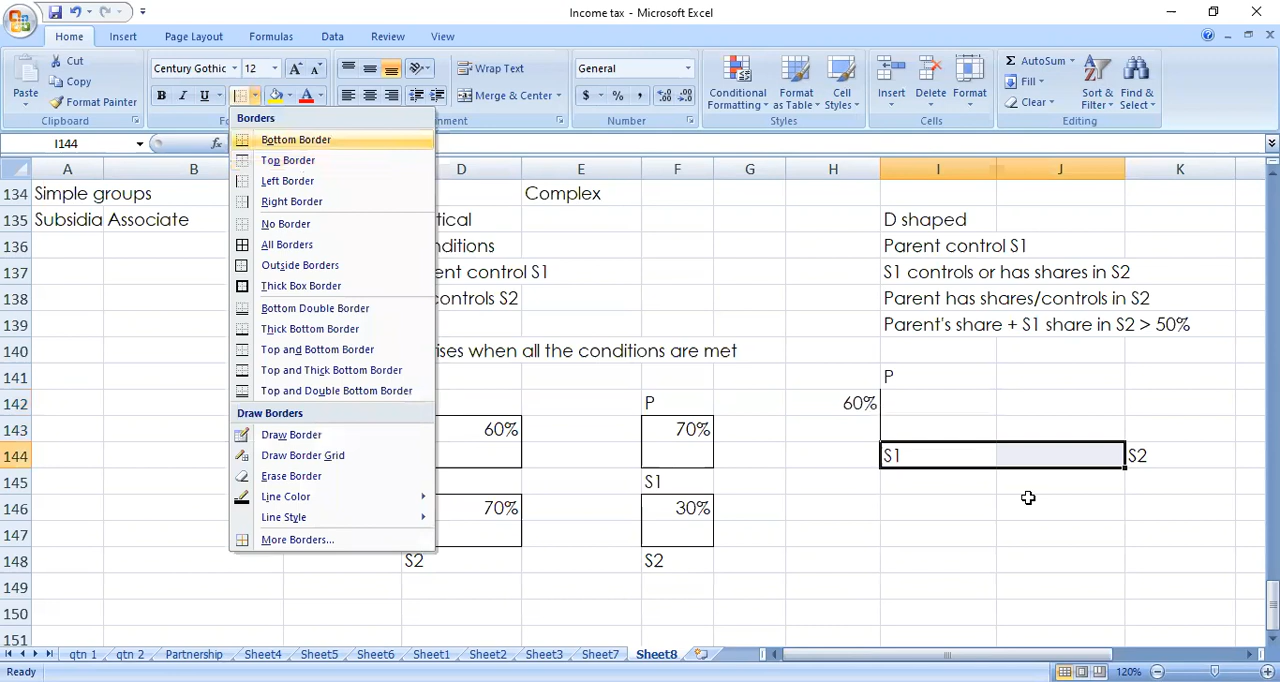 Income tax - Microsoft Excel
Home Insert Page Layout Formulas Data Review View
Paste
Cut
Copy
Format Painter
Clipboard
Century Gothic 12
B I U
Wrap Text
Merge & Center
nment
General
$ % ,
Number
Conditional Formatting
Format as Table
Cell Styles
Styles
Insert
Delete
Format
Cells
AutoSum
Fill
Clear
Sort & Filter
Find & Select
Editing
I144
fx
Borders
Bottom Border
Top Border
Left Border
Right Border
No Border
All Borders
Outside Borders
Thick Box Border
Bottom Double Border
Thick Bottom Border
Top and Bottom Border
Top and Thick Bottom Border
Top and Double Bottom Border
Draw Borders
Draw Border
Draw Border Grid
Erase Border
Line Color
Line Style
More Borders...
A B D E F G H I J K
134 Simple groups Complex
135 Subsidia Associate tical D shaped
136 nditions Parent control S1
137 ent control S1 S1 controls or has shares in S2
138 controls S2 Parent has shares/controls in S2
139 Parent's share + S1 share in S2 > 50%
140 ises when all the conditions are met
141 P
142 P 60%
143 60% 70%
144 S1 S2
145 S1
146 70% 30%
147
148 S2 S2
149
150
151
qtn 1 qtn 2 Partnership Sheet4 Sheet5 Sheet6 Sheet1 Sheet2 Sheet3 Sheet7 Sheet8
Ready 120%